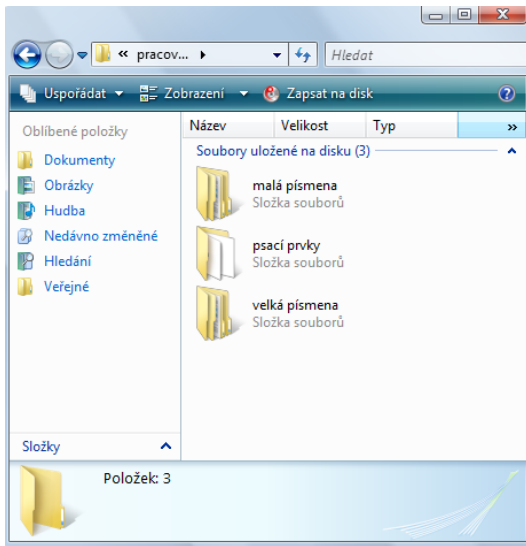 « pracov...
Hledat
Uspořádat
Zobrazení
Zapsat na disk
Oblíbené položky
Dokumenty
Obrázky
Hudba
Nedávno změněné
Hledání
Veřejné
Složky
Název Velikost Typ »
Soubory uložené na disku (3)
malá písmena
Složka souborů
psací prvky
Složka souborů
velká písmena
Složka souborů
Položek: 3